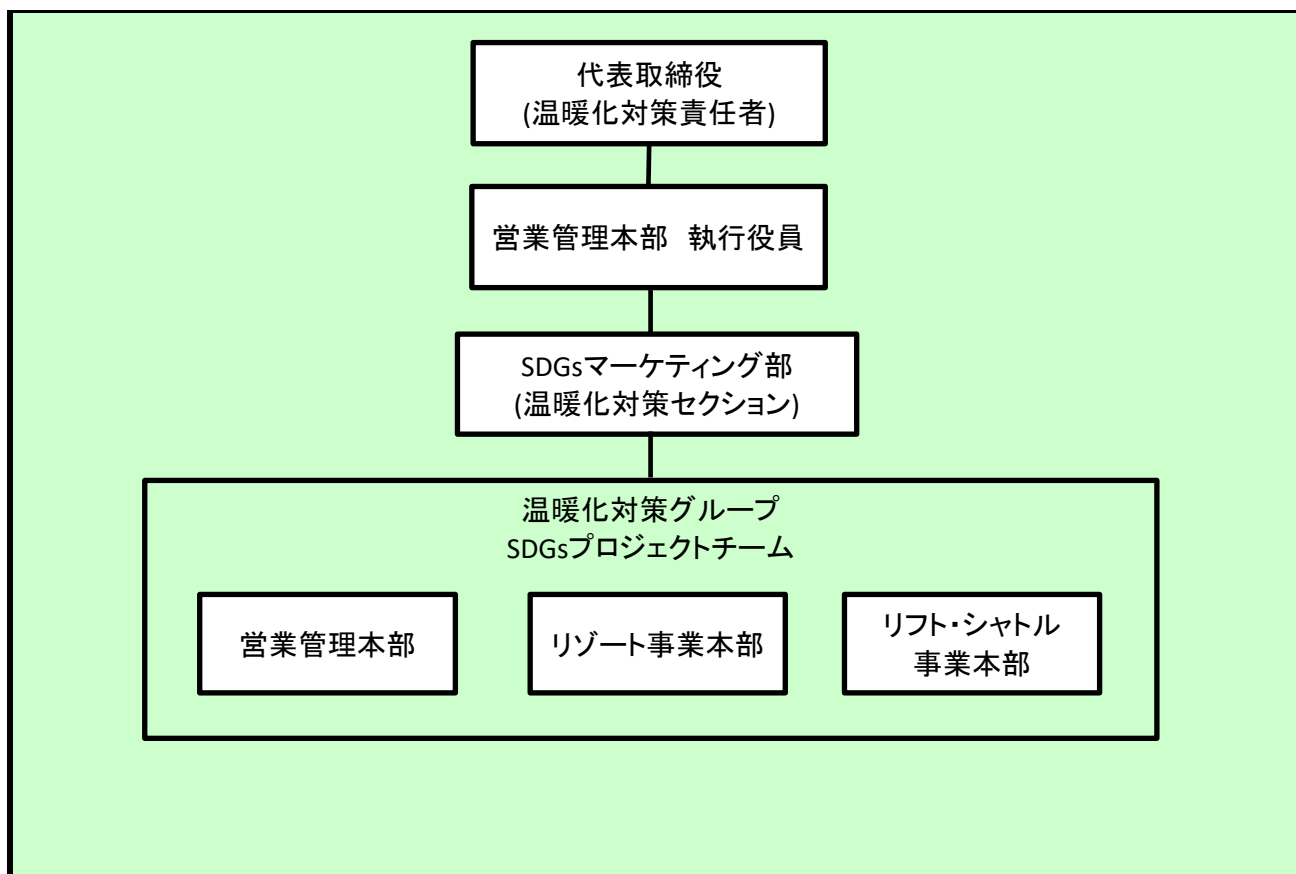 代表取締役
(温暖化対策責任者)
営業管理本部　執行役員
SDGsマーケティング部
(温暖化対策セクション)
温暖化対策グループ
SDGsプロジェクトチーム
営業管理本部
リゾート事業本部
リフト・シャトル
事業本部